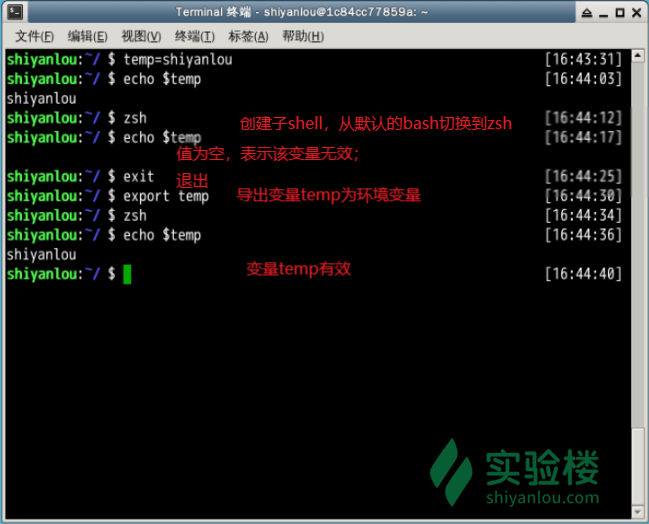 Terminal 终端 - shiyanlou@1c84cc77859a: ~
文件(F) 编辑(E) 视图(V) 终端(T) 标签(A) 帮助(H)
shiyanlou:~/ $ temp=shiyanlou [16:43:31]
shiyanlou:~/ $ echo $temp [16:44:03]
shiyanlou
shiyanlou:~/ $ zsh 创建子shell，从默认的bash切换到zsh [16:44:12]
shiyanlou:~/ $ echo $temp [16:44:17]
值为空，表示该变量无效；
shiyanlou:~/ $ exit 退出 [16:44:25]
shiyanlou:~/ $ export temp 导出变量temp为环境变量 [16:44:30]
shiyanlou:~/ $ zsh [16:44:34]
shiyanlou:~/ $ echo $temp [16:44:36]
shiyanlou
shiyanlou:~/ $ 变量temp有效 [16:44:40]
实验楼
shiyanlou.com